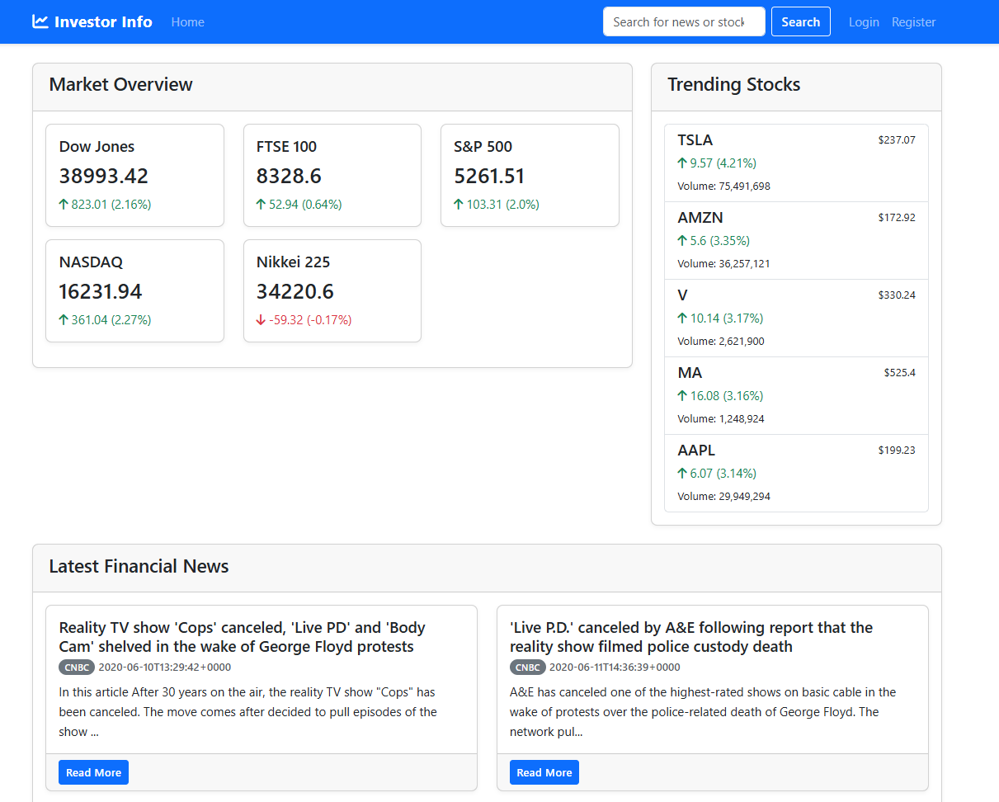 Investor Info Home Search for news or stock Search Login Register
Market Overview
Dow Jones
38993.42
823.01 (2.16%)
FTSE 100
8328.6
52.94 (0.64%)
S&P 500
5261.51
103.31 (2.0%)
NASDAQ
16231.94
361.04 (2.27%)
Nikkei 225
34220.6
-59.32 (-0.17%)
Trending Stocks
TSLA $237.07
9.57 (4.21%)
Volume: 75,491,698
AMZN $172.92
5.6 (3.35%)
Volume: 36,257,121
V $330.24
10.14 (3.17%)
Volume: 2,621,900
MA $525.4
16.08 (3.16%)
Volume: 1,248,924
AAPL $199.23
6.07 (3.14%)
Volume: 29,949,294
Latest Financial News
Reality TV show 'Cops' canceled, 'Live PD' and 'Body
Cam' shelved in the wake of George Floyd protests
CNBC 2020-06-10T13:29:42+0000
In this article After 30 years on the air, the reality TV show "Cops" has
been canceled. The move comes after decided to pull episodes of the
show ...
Read More
'Live P.D.' canceled by A&E following report that the
reality show filmed police custody death
CNBC 2020-06-11T14:36:39+0000
A&E has canceled one of the highest-rated shows on basic cable in the
wake of protests over the police-related death of George Floyd. The
network pul...
Read More